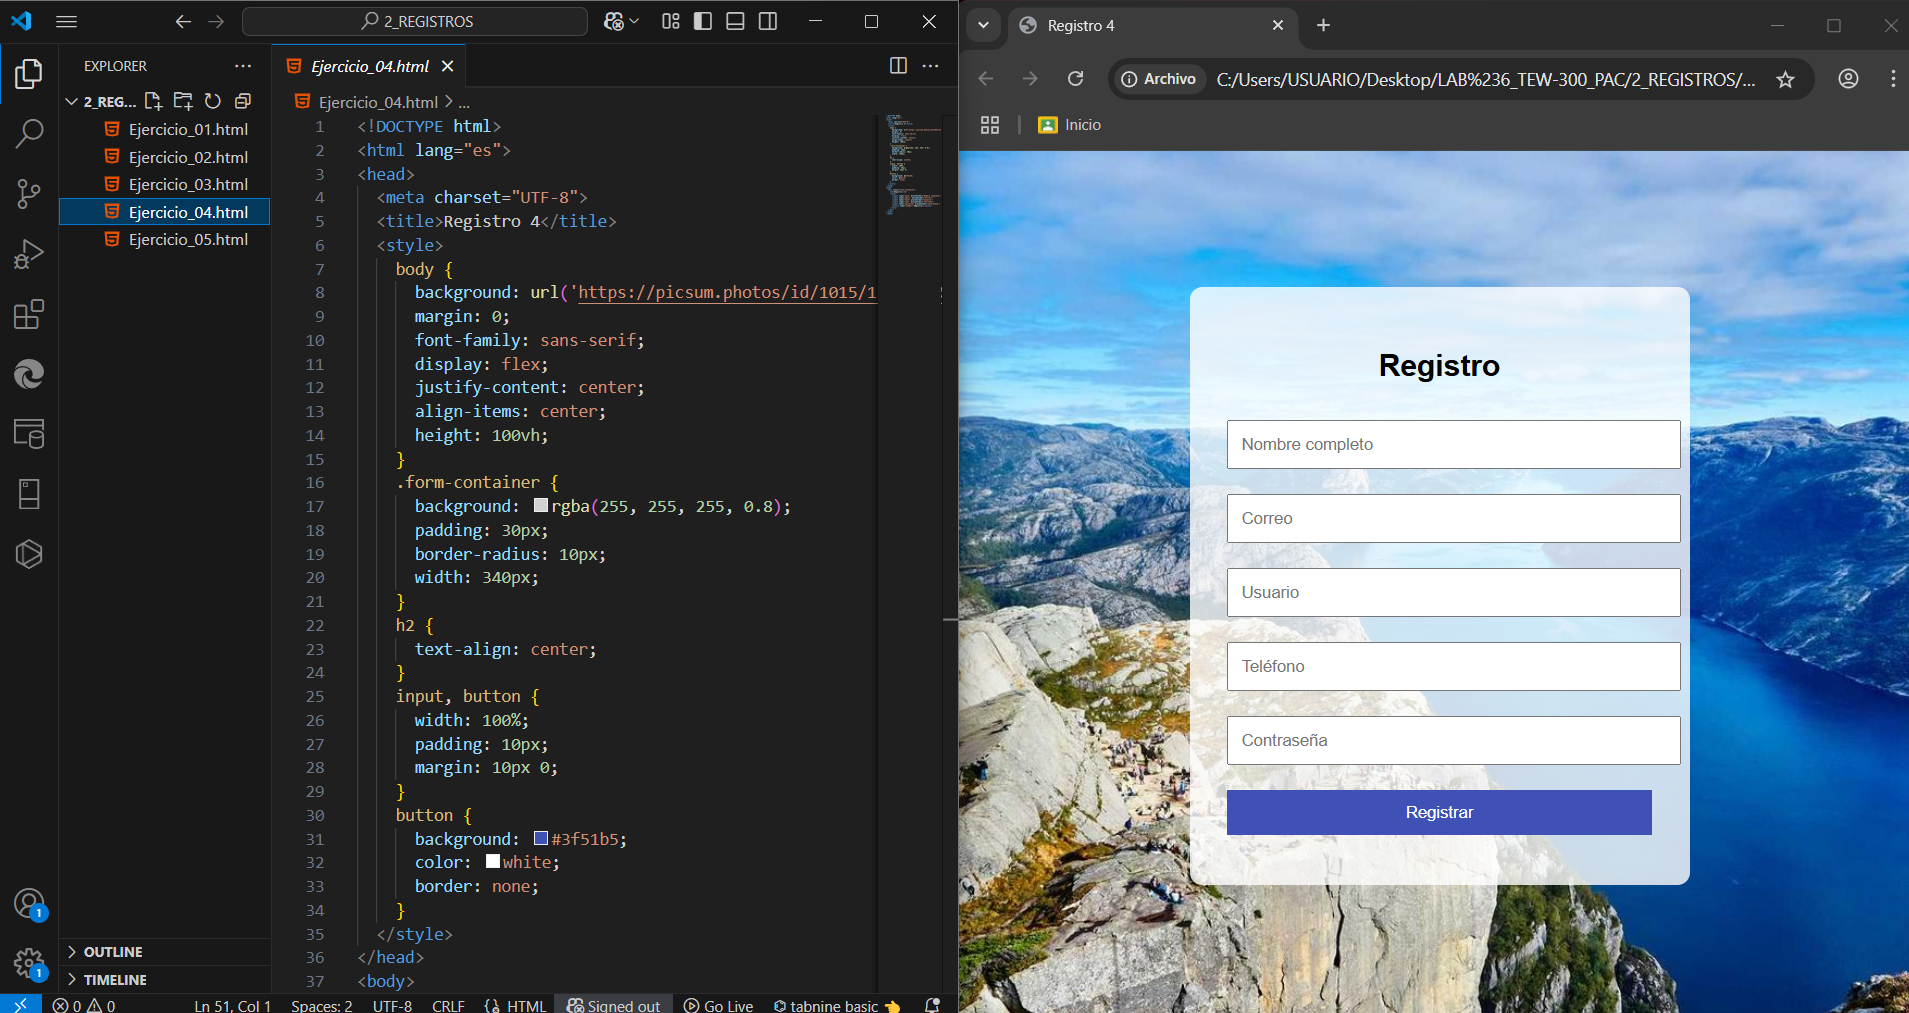 2_REGISTROS
EXPLORER
Ejercicio_04.html
2_REG...
Ejercicio_01.html
Ejercicio_02.html
Ejercicio_03.html
Ejercicio_04.html
Ejercicio_05.html
OUTLINE
TIMELINE
Ejercicio_04.html > ...
1 <!DOCTYPE html>
2 <html lang="es">
3 <head>
4 <meta charset="UTF-8">
5 <title>Registro 4</title>
6 <style>
7 body {
8 background: url('https://picsum.photos/id/1015/1
9 margin: 0;
10 font-family: sans-serif;
11 display: flex;
12 justify-content: center;
13 align-items: center;
14 height: 100vh;
15 }
16 .form-container {
17 background: rgba(255, 255, 255, 0.8);
18 padding: 30px;
19 border-radius: 10px;
20 width: 340px;
21 }
22 h2 {
23 text-align: center;
24 }
25 input, button {
26 width: 100%;
27 padding: 10px;
28 margin: 10px 0;
29 }
30 button {
31 background: #3f51b5;
32 color: white;
33 border: none;
34 }
35 </style>
36 </head>
37 <body>
1
1
0 0 Ln 51, Col 1 Spaces: 2 UTF-8 CRLF {} HTML Signed out Go Live tabnine basic
Registro 4
Archivo C:/Users/USUARIO/Desktop/LAB%236_TEW-300_PAC/2_REGISTROS/...
Inicio
Registro
Nombre completo
Correo
Usuario
Teléfono
Contraseña
Registrar